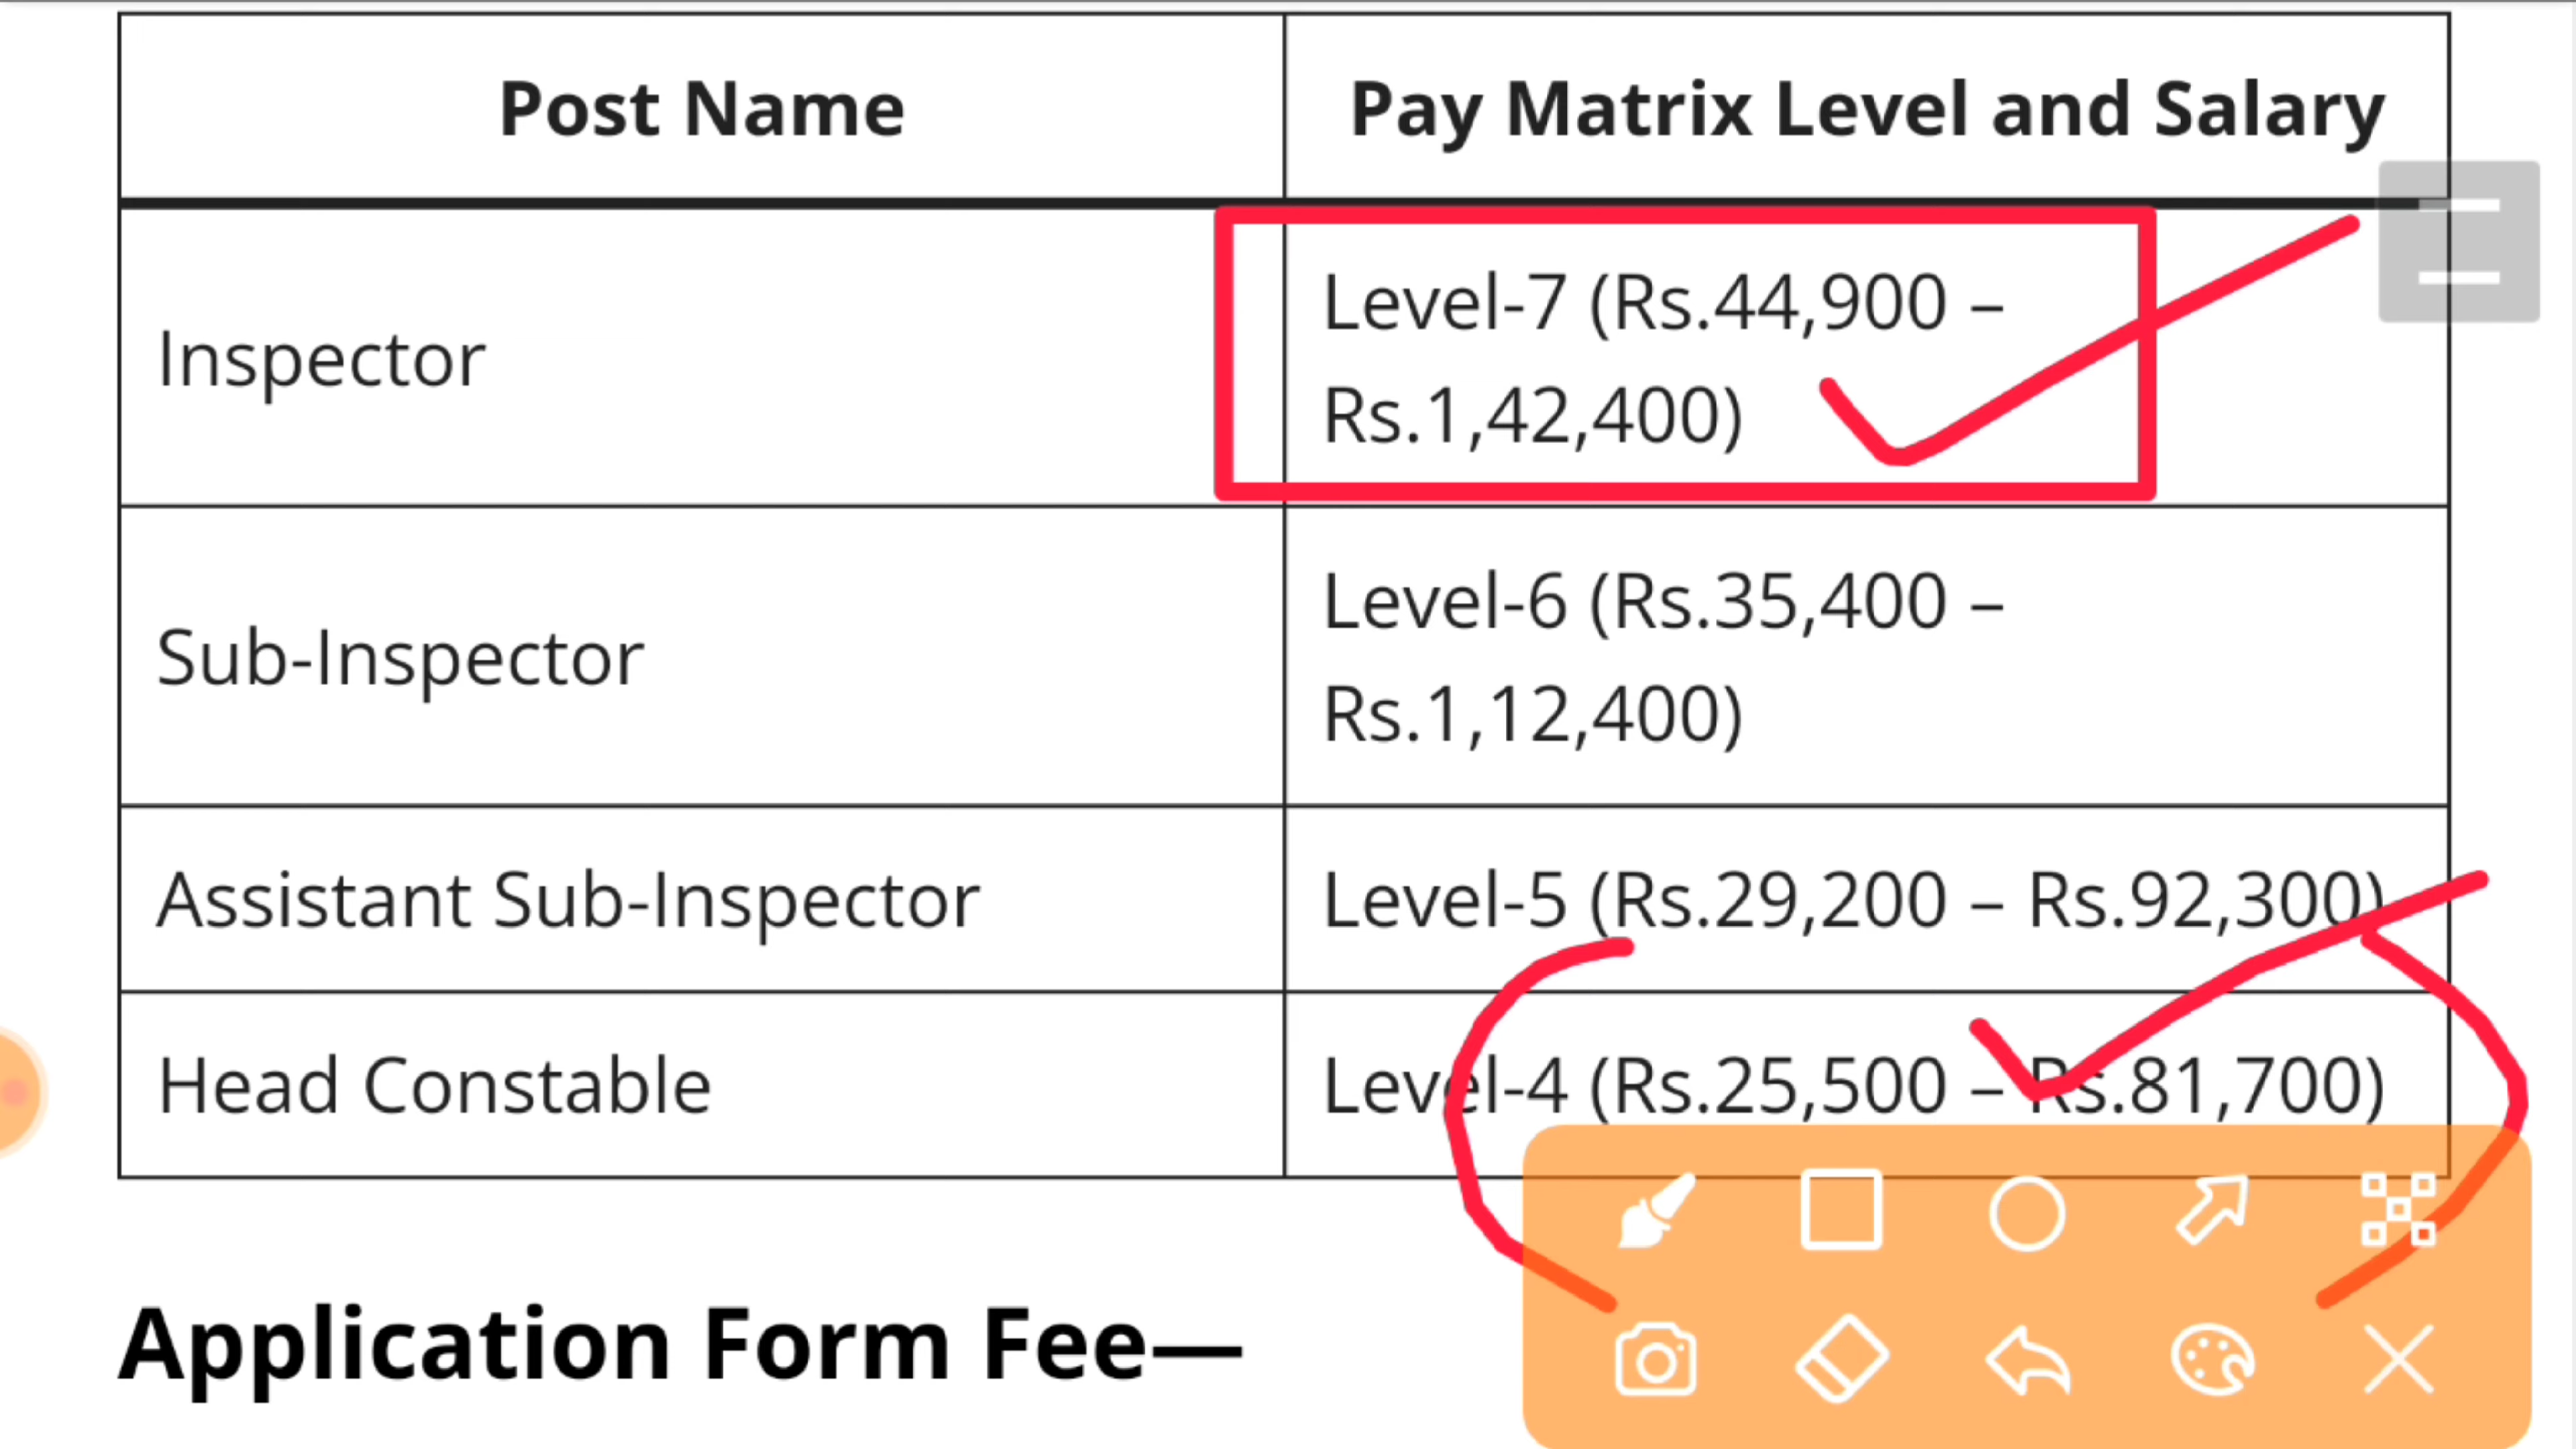 Post Name
Pay Matrix Level and Salary
Inspector
Level-7 (Rs.44,900 –
Rs.1,42,400)
Sub-Inspector
Level-6 (Rs.35,400 –
Rs.1,12,400)
Assistant Sub-Inspector
Level-5 (Rs.29,200 – Rs.92,300)
Head Constable
Level-4 (Rs.25,500 – Rs.81,700)
Application Form Fee—